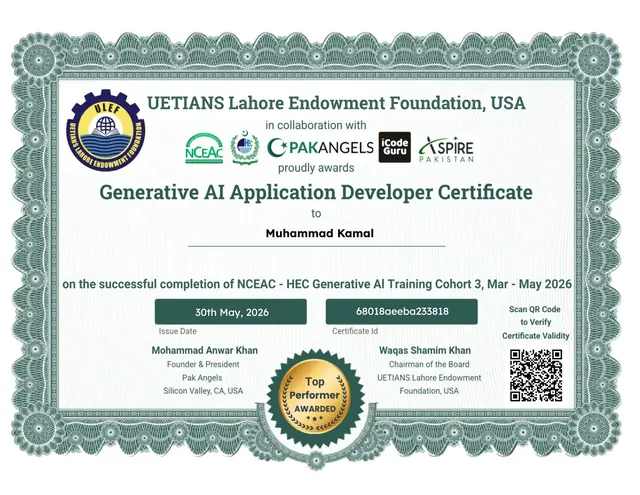 ULEF
UETIANS LAHORE ENDOWMENT FOUNDATION
UETIANS Lahore Endowment Foundation, USA
in collaboration with
NCEAC
HEC
PAKANGELS
iCode
Guru
ASPIRE
PAKISTAN
proudly awards
Generative AI Application Developer Certificate
to
Muhammad Kamal
on the successful completion of NCEAC - HEC Generative AI Training Cohort 3, Mar - May 2026
30th May, 2026
Issue Date
68018aeeba233818
Certificate Id
Scan QR Code
to Verify
Certificate Validity
Mohammad Anwar Khan
Founder & President
Pak Angels
Silicon Valley, CA, USA
Top
Performer
AWARDED
Waqas Shamim Khan
Chairman of the Board
UETIANS Lahore Endowment
Foundation, USA